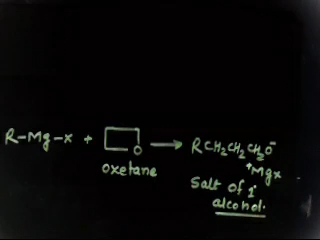 R-Mg-x + O → RCH₂CH₂CH₂O⁻
oxetane
⁺Mgx
Salt of 1°
alcohol.